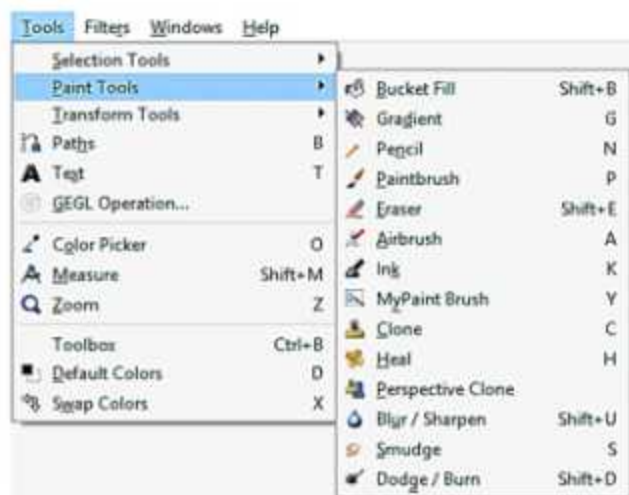 Tools Filters Windows Help
Selection Tools
Paint Tools
Transform Tools
Paths B
A Text T
GEGL Operation...
Color Picker O
Measure Shift+M
Zoom Z
Toolbox Ctrl+B
Default Colors D
Swap Colors X
Bucket Fill Shift+B
Gradient G
Pencil N
Paintbrush P
Eraser Shift+E
Airbrush A
Ink K
MyPaint Brush Y
Clone C
Heal H
Perspective Clone
Blur / Sharpen Shift+U
Smudge S
Dodge / Burn Shift+D